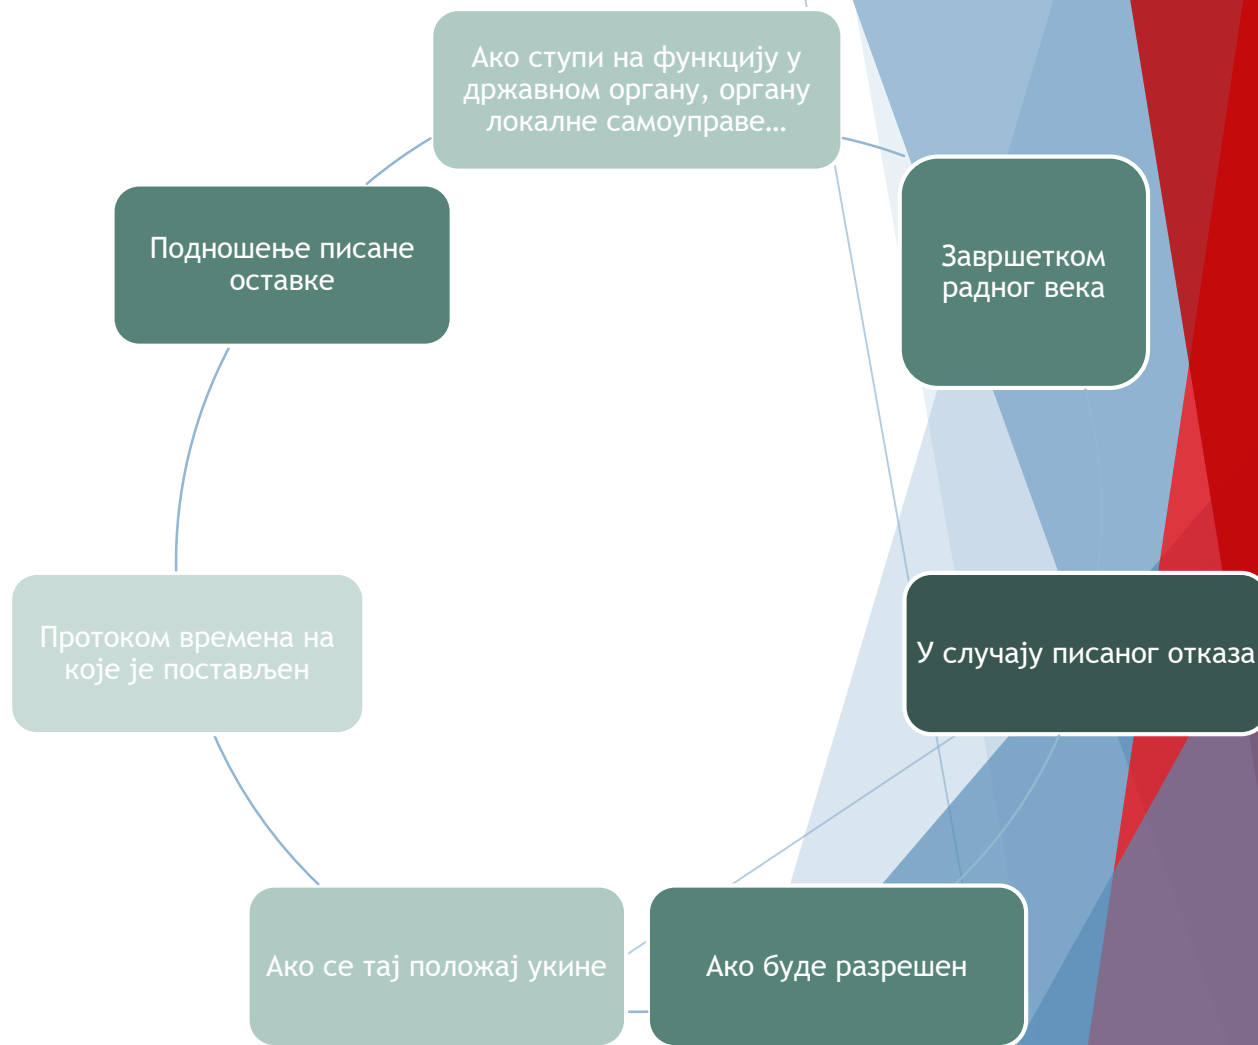 Ако ступи на функцију у
државном органу, органу
локалне самоуправе…
Завршетком
радног века
У случају писаног отказа
Ако буде разрешен
Ако се тај положај укине
Протоком времена на
које је постављен
Подношење писане
оставке